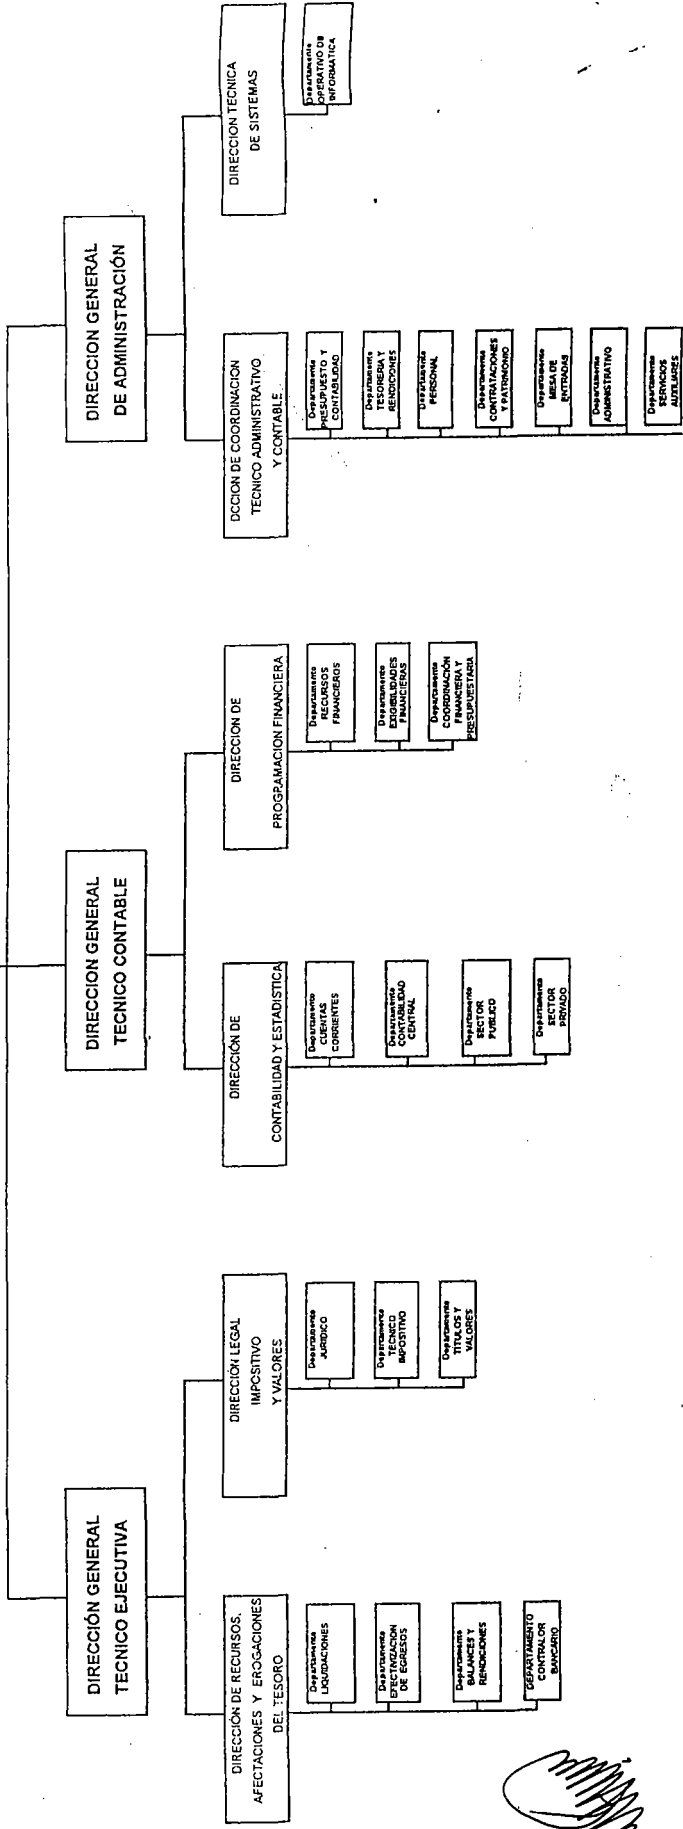 DIRECCIÓN GENERAL
TECNICO EJECUTIVA
DIRECCION GENERAL
TECNICO CONTABLE
DIRECCION GENERAL
DE ADMINISTRACIÓN
DIRECCIÓN DE RECURSOS,
AFECTACIONES Y EROGACIONES
DEL TESORO
DIRECCIÓN LEGAL
IMPOSITIVO
Y VALORES
DIRECCIÓN DE
CONTABILIDAD Y ESTADISTICA
DIRECCION DE
PROGRAMACION FINANCIERA
DCCION DE COORDINACION
TECNICO ADMINISTRATIVO
Y CONTABLE
DIRECCION TECNICA
DE SISTEMAS
Departamento
LIQUIDACIONES
Departamento
EFECTIVIZACION
DE EGRESOS
Departamento
BALANCES Y
RENDICIONES
DEPARTAMENTO
CONTRALOR
BANCARIO
Departamento
JURIDICO
Departamento
TECNICO
IMPOSITIVO
Departamento
TITULOS Y
VALORES
Departamento
CUENTAS
CORRIENTES
Departamento
CONTABILIDAD
CENTRAL
Departamento
SECTOR
PUBLICO
Departamento
SECTOR
PRIVADO
Departamento
RECURSOS
FINANCIEROS
Departamento
EXIGIBILIDADES
FINANCIERAS
Departamento
COORDINACIÓN
FINANCIERA Y
PRESUPUESTARIA
Departamento
PRESUPUESTO Y
CONTABILIDAD
Departamento
TESORERIA Y
RENDICIONES
Departamento
PERSONAL
Departamento
CONTRATACIONES
Y PATRIMONIO
Departamento
MESA DE
ENTRADAS
Departamento
ADMINISTRATIVO
Departamento
SERVICIOS
AUXILIARES
Departamento
OPERATIVO DE
INFORMATICA